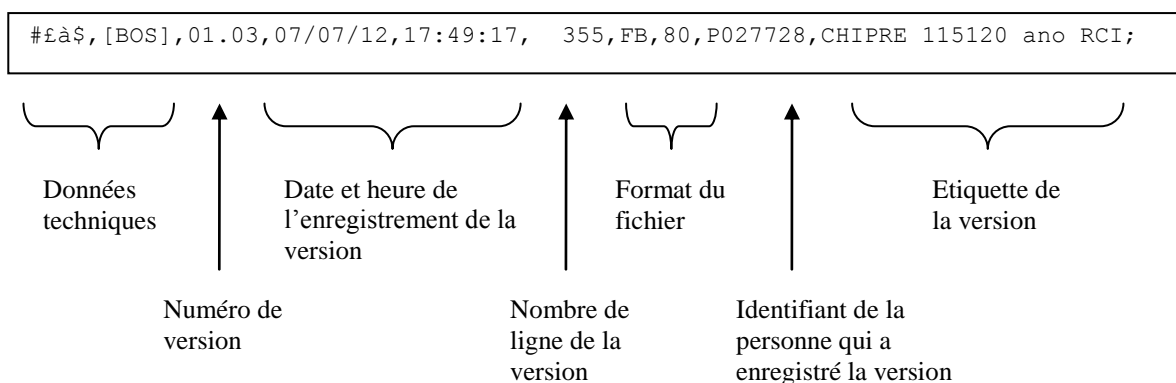 #£à$,[BOS],01.03,07/07/12,17:49:17,  355,FB,80,P027728,CHIPRE 115120 ano RCI;
Données
techniques
Date et heure de
l’enregistrement de la
version
Format du
fichier
Etiquette de
la version
Numéro de
version
Nombre de
ligne de la
version
Identifiant de la
personne qui a
enregistré la version